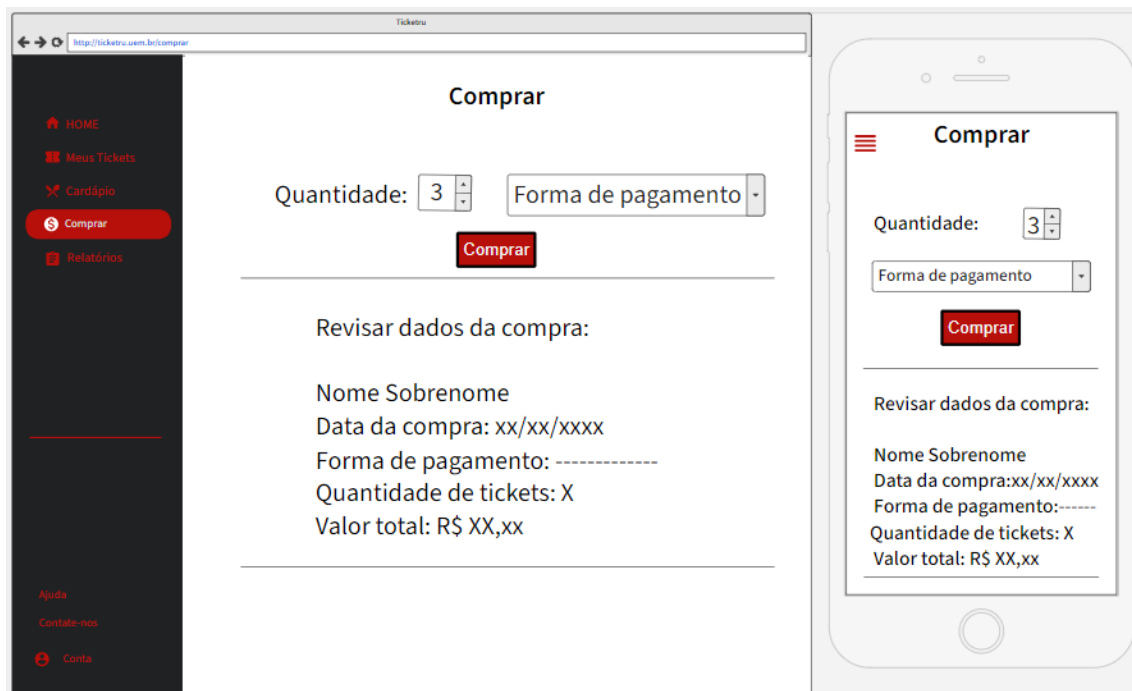 Ticketru
http://ticketru.uem.br/comprar
HOME
Meus Tickets
Cardápio
Comprar
Relatórios
Ajuda
Contate-nos
Conta
Comprar
Quantidade: 3 Forma de pagamento
Comprar
Revisar dados da compra:
Nome Sobrenome
Data da compra: xx/xx/xxxx
Forma de pagamento: -------------
Quantidade de tickets: X
Valor total: R$ XX,xx
Comprar
Quantidade: 3
Forma de pagamento
Comprar
Revisar dados da compra:
Nome Sobrenome
Data da compra:xx/xx/xxxx
Forma de pagamento:------
Quantidade de tickets: X
Valor total: R$ XX,xx